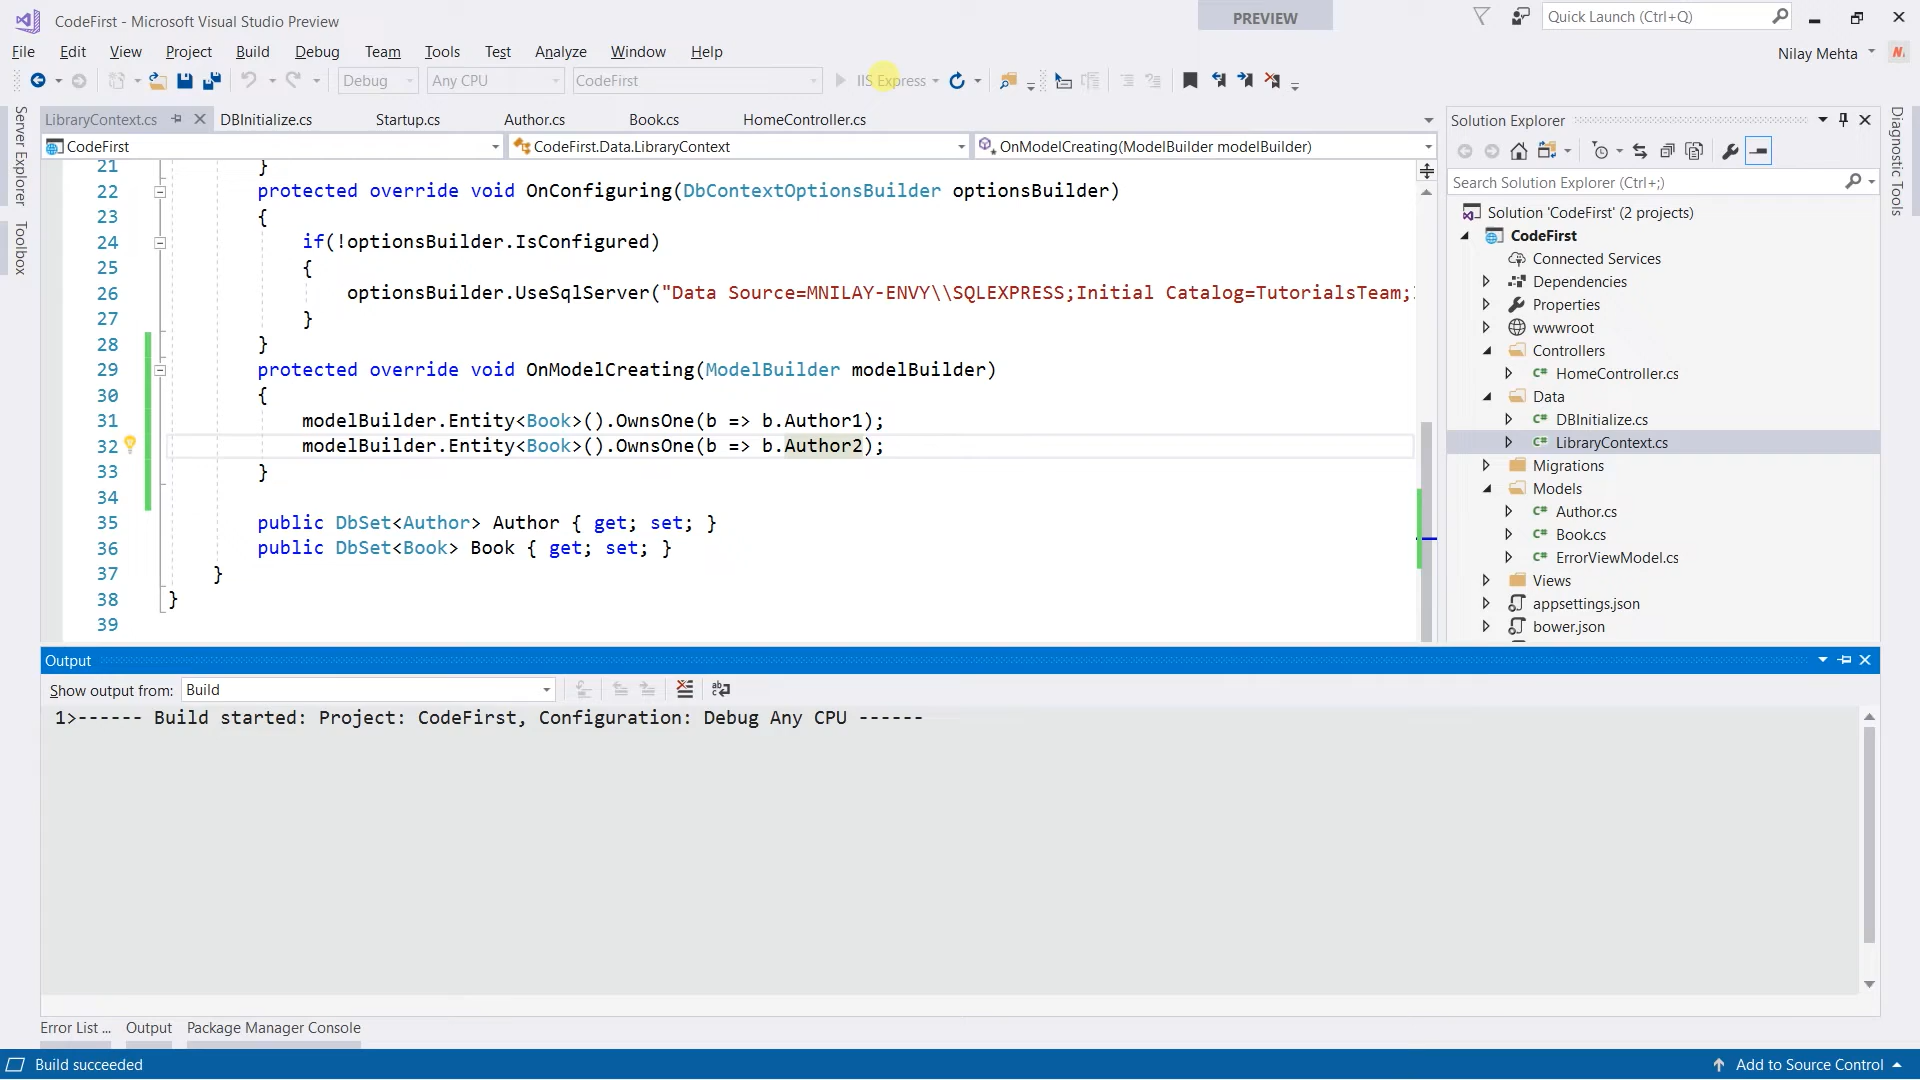 CodeFirst - Microsoft Visual Studio Preview
PREVIEW
Quick Launch (Ctrl+Q)
File Edit View Project Build Debug Team Tools Test Analyze Window Help
Nilay Mehta
Debug Any CPU CodeFirst IIS Express
Server Explorer
Toolbox
LibraryContext.cs DBInitialize.cs Startup.cs Author.cs Book.cs HomeController.cs
CodeFirst CodeFirst.Data.LibraryContext OnModelCreating(ModelBuilder modelBuilder)
21 }
22 protected override void OnConfiguring(DbContextOptionsBuilder optionsBuilder)
23 {
24 if(!optionsBuilder.IsConfigured)
25 {
26 optionsBuilder.UseSqlServer("Data Source=MNILAY-ENVY\\SQLEXPRESS;Initial Catalog=TutorialsTeam;
27 }
28 }
29 protected override void OnModelCreating(ModelBuilder modelBuilder)
30 {
31 modelBuilder.Entity<Book>().OwnsOne(b => b.Author1);
32 modelBuilder.Entity<Book>().OwnsOne(b => b.Author2);
33 }
34
35 public DbSet<Author> Author { get; set; }
36 public DbSet<Book> Book { get; set; }
37 }
38 }
39
Solution Explorer
Search Solution Explorer (Ctrl+;)
Solution 'CodeFirst' (2 projects)
CodeFirst
Connected Services
Dependencies
Properties
wwwroot
Controllers
C# HomeController.cs
Data
C# DBInitialize.cs
C# LibraryContext.cs
Migrations
Models
C# Author.cs
C# Book.cs
C# ErrorViewModel.cs
Views
appsettings.json
bower.json
Diagnostic Tools
Output
Show output from: Build
1>------ Build started: Project: CodeFirst, Configuration: Debug Any CPU ------
Error List ... Output Package Manager Console
Build succeeded
Add to Source Control